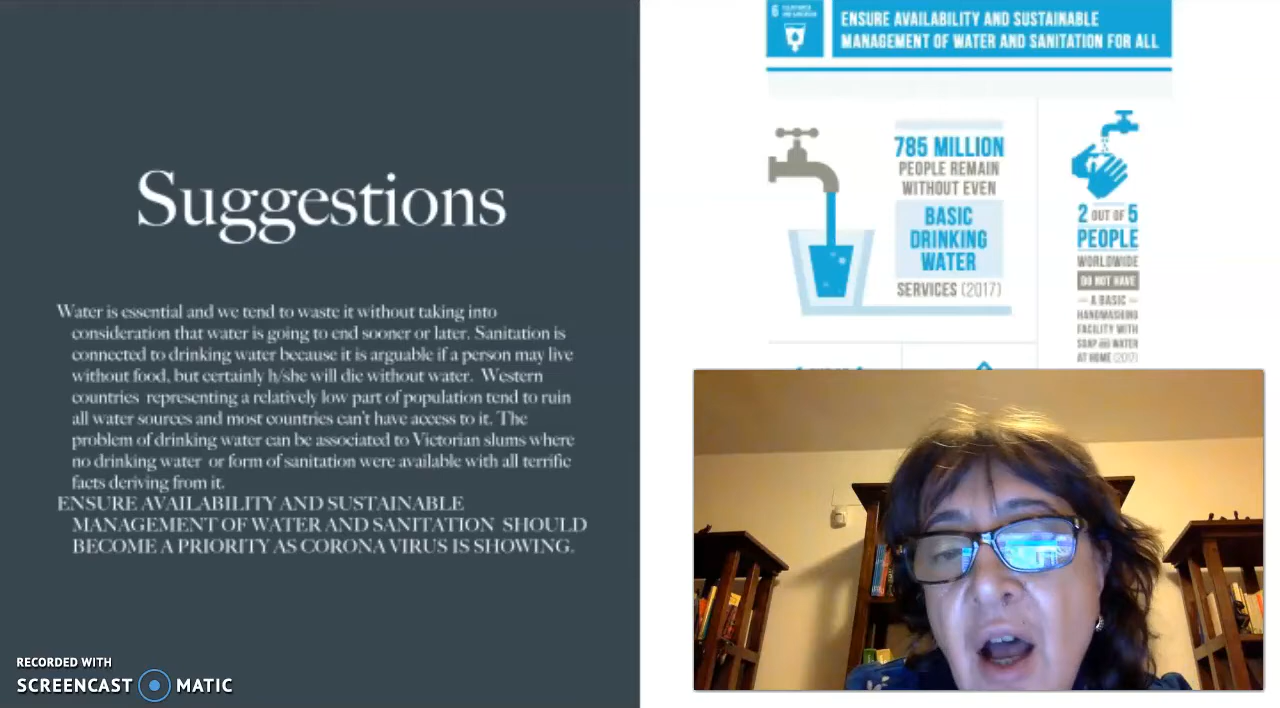 Suggestions
Water is essential and we tend to waste it without taking into
consideration that water is going to end sooner or later. Sanitation is
connected to drinking water because it is arguable if a person may live
without food, but certainly h/she will die without water. Western
countries representing a relatively low part of population tend to ruin
all water sources and most countries can't have access to it. The
problem of drinking water can be associated to Victorian slums where
no drinking water or form of sanitation were available with all terrific
facts deriving from it.
ENSURE AVAILABILITY AND SUSTAINABLE
MANAGEMENT OF WATER AND SANITATION SHOULD
BECOME A PRIORITY AS CORONA VIRUS IS SHOWING.
RECORDED WITH
SCREENCAST MATIC
6
ENSURE AVAILABILITY AND SUSTAINABLE
MANAGEMENT OF WATER AND SANITATION FOR ALL
785 MILLION
PEOPLE REMAIN
WITHOUT EVEN
BASIC
DRINKING
WATER
SERVICES (2017)
2 OUT OF 5
PEOPLE
WORLDWIDE
DO NOT HAVE
A BASIC
HANDWASHING
FACILITY WITH
SOAP AND WATER
AT HOME (2017)